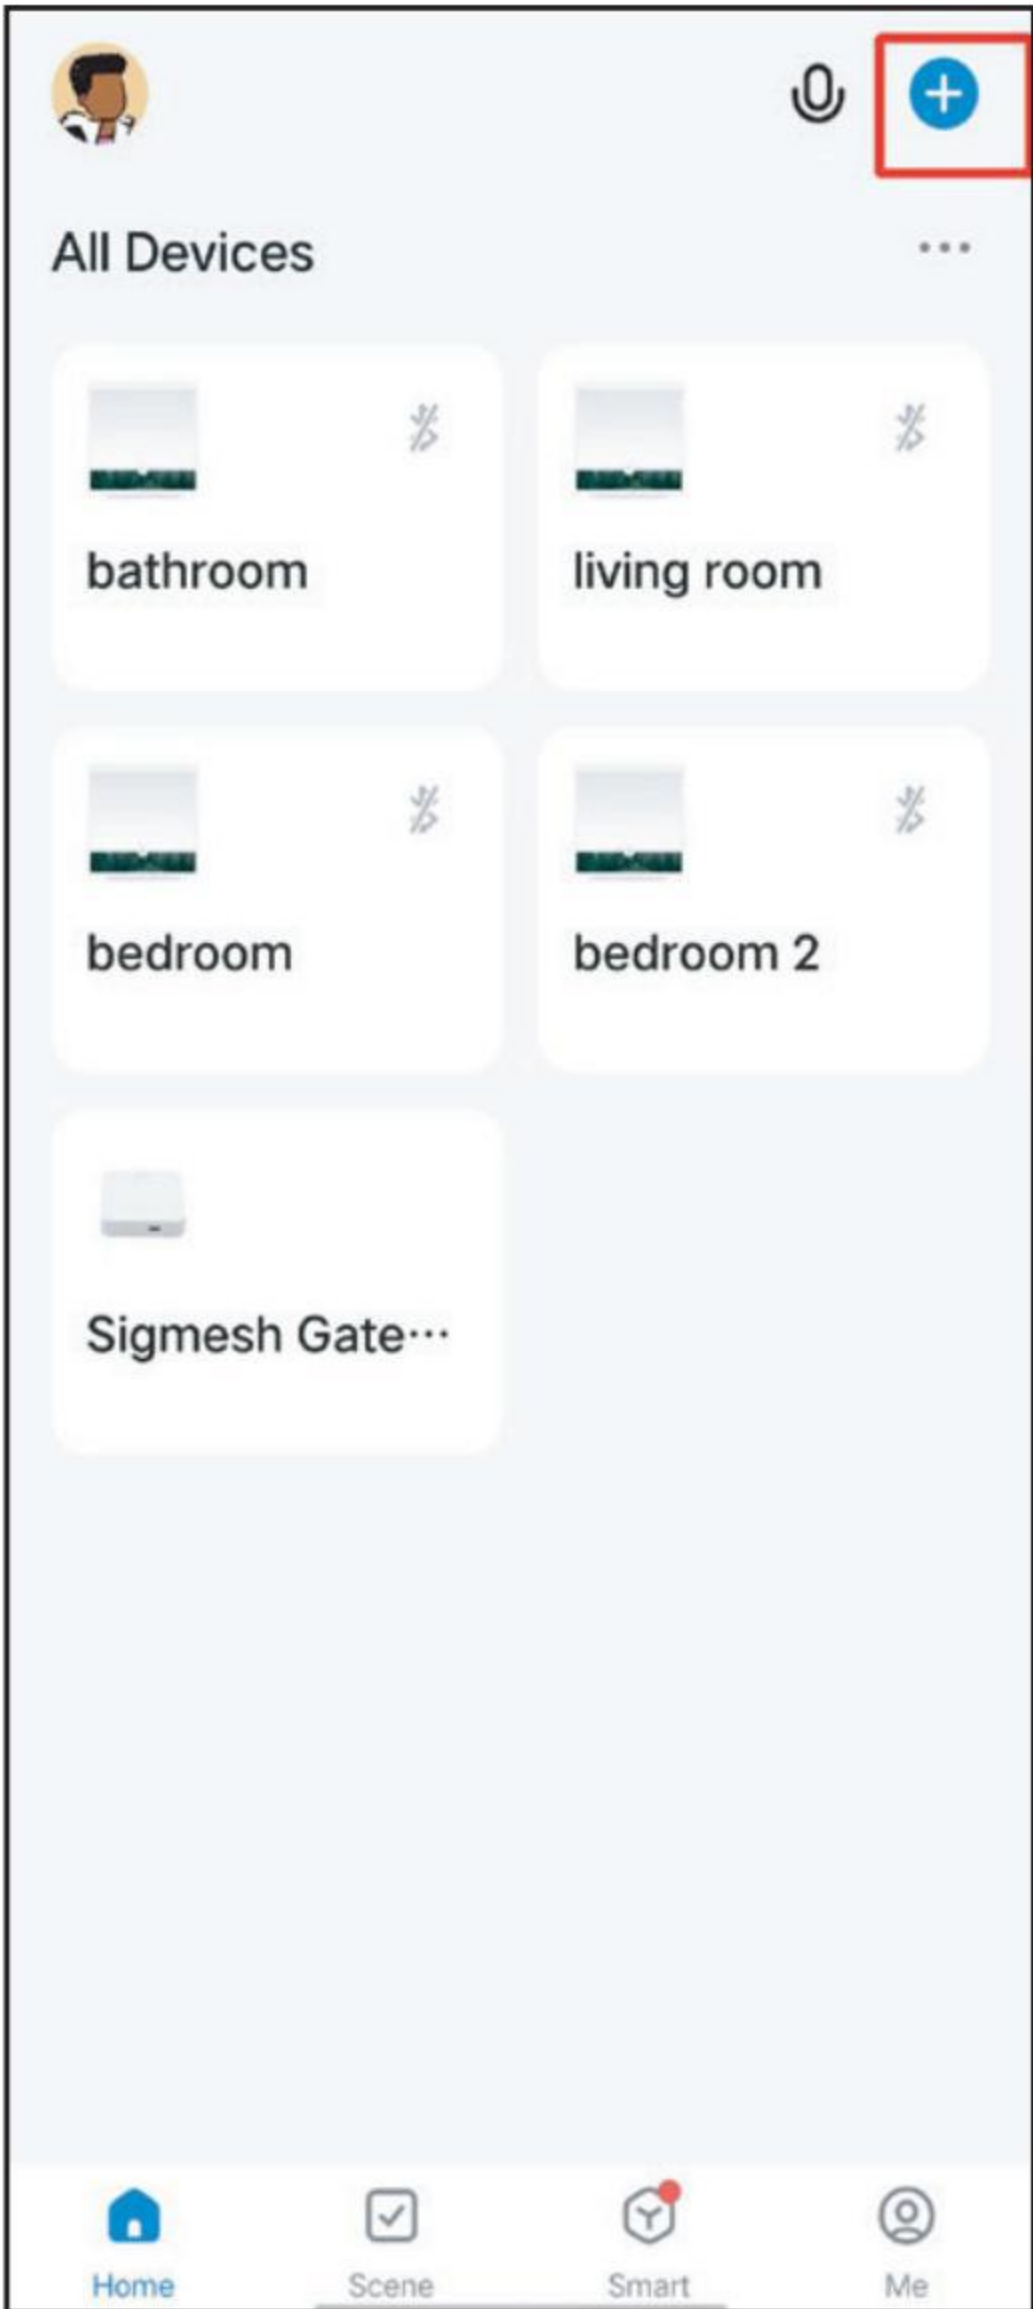 All Devices
bathroom
living room
bedroom
bedroom 2
Sigmesh Gate···
Home
Scene
Smart
Me